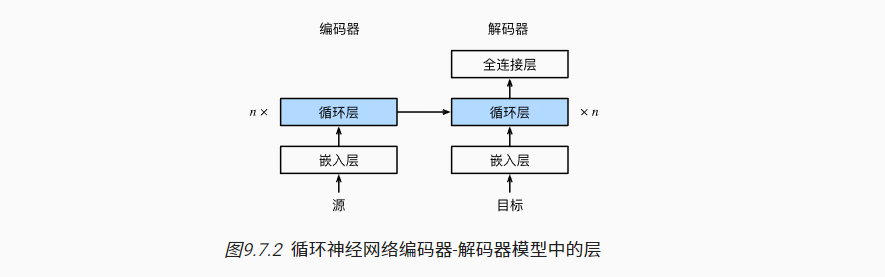 编码器 解码器
全连接层
n × 循环层 循环层 × n
嵌入层 嵌入层
源 目标
图9.7.2 循环神经网络编码器-解码器模型中的层